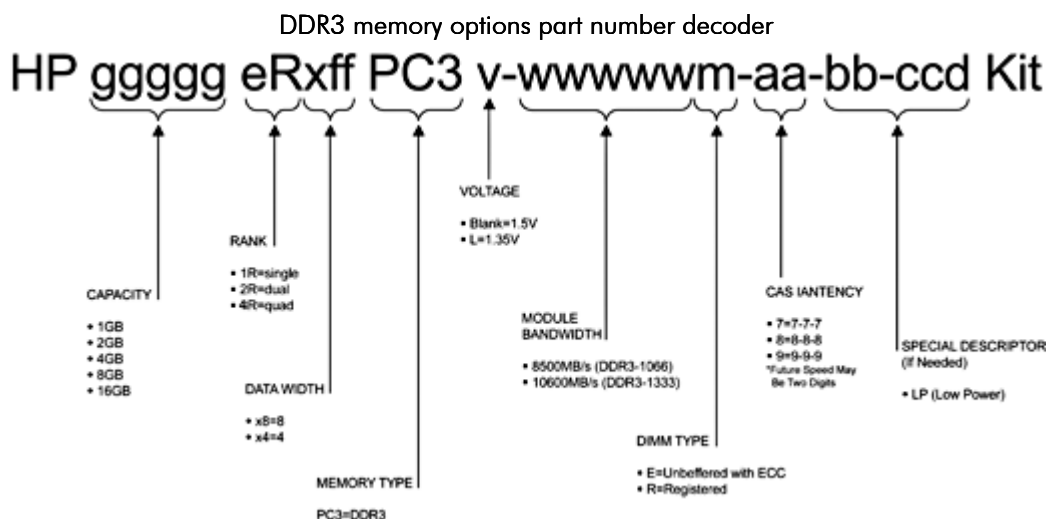 DDR3 memory options part number decoder
HP ggggg eRxff PC3 v-wwwwwm-aa-bb-ccd Kit
VOLTAGE
▪ Blank=1.5V
▪ L=1.35V
RANK
▪ 1R=single
▪ 2R=dual
▪ 4R=quad
CAPACITY
+ 1GB
+ 2GB
+ 4GB
+ 8GB
+ 16GB
DATA WIDTH
+ x8=8
+ x4=4
MEMORY TYPE
PC3=DDR3
MODULE
BANDWIDTH
▪ 8500MB/s (DDR3-1066)
▪ 10600MB/s (DDR3-1333)
DIMM TYPE
▪ E=Unbeffered with ECC
▪ R=Registered
CAS IANTENCY
▪ 7=7-7-7
▪ 8=8-8-8
▪ 9=9-9-9
*Future Speed May
Be Two Digits
SPECIAL DESCRIPTOR
(If Needed)
▪ LP (Low Power)